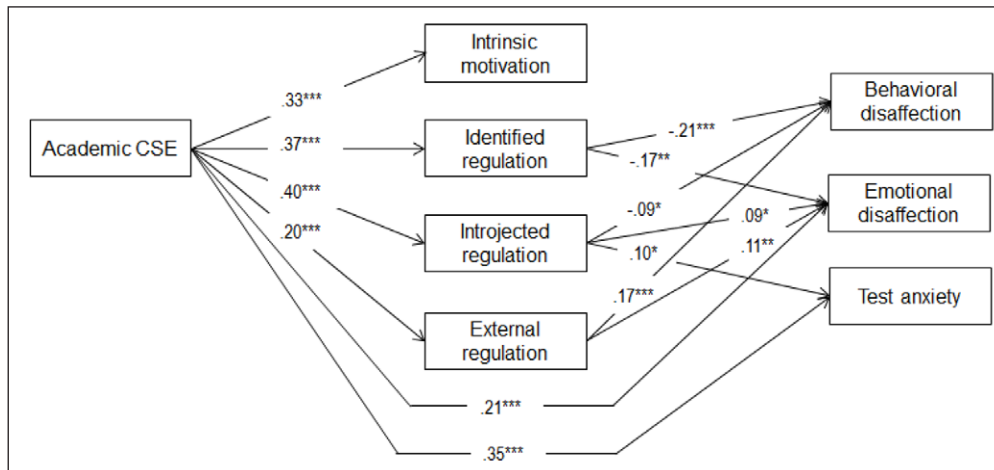 Intrinsic
motivation
Behavioral
disaffection
.33***
Academic CSE
.37***
Identified
regulation
-.21***
-.17**
.40***
Emotional
disaffection
.20***
Introjected
regulation
-.09*
.09*
.10*
.11**
.17***
Test anxiety
External
regulation
.21***
.35***